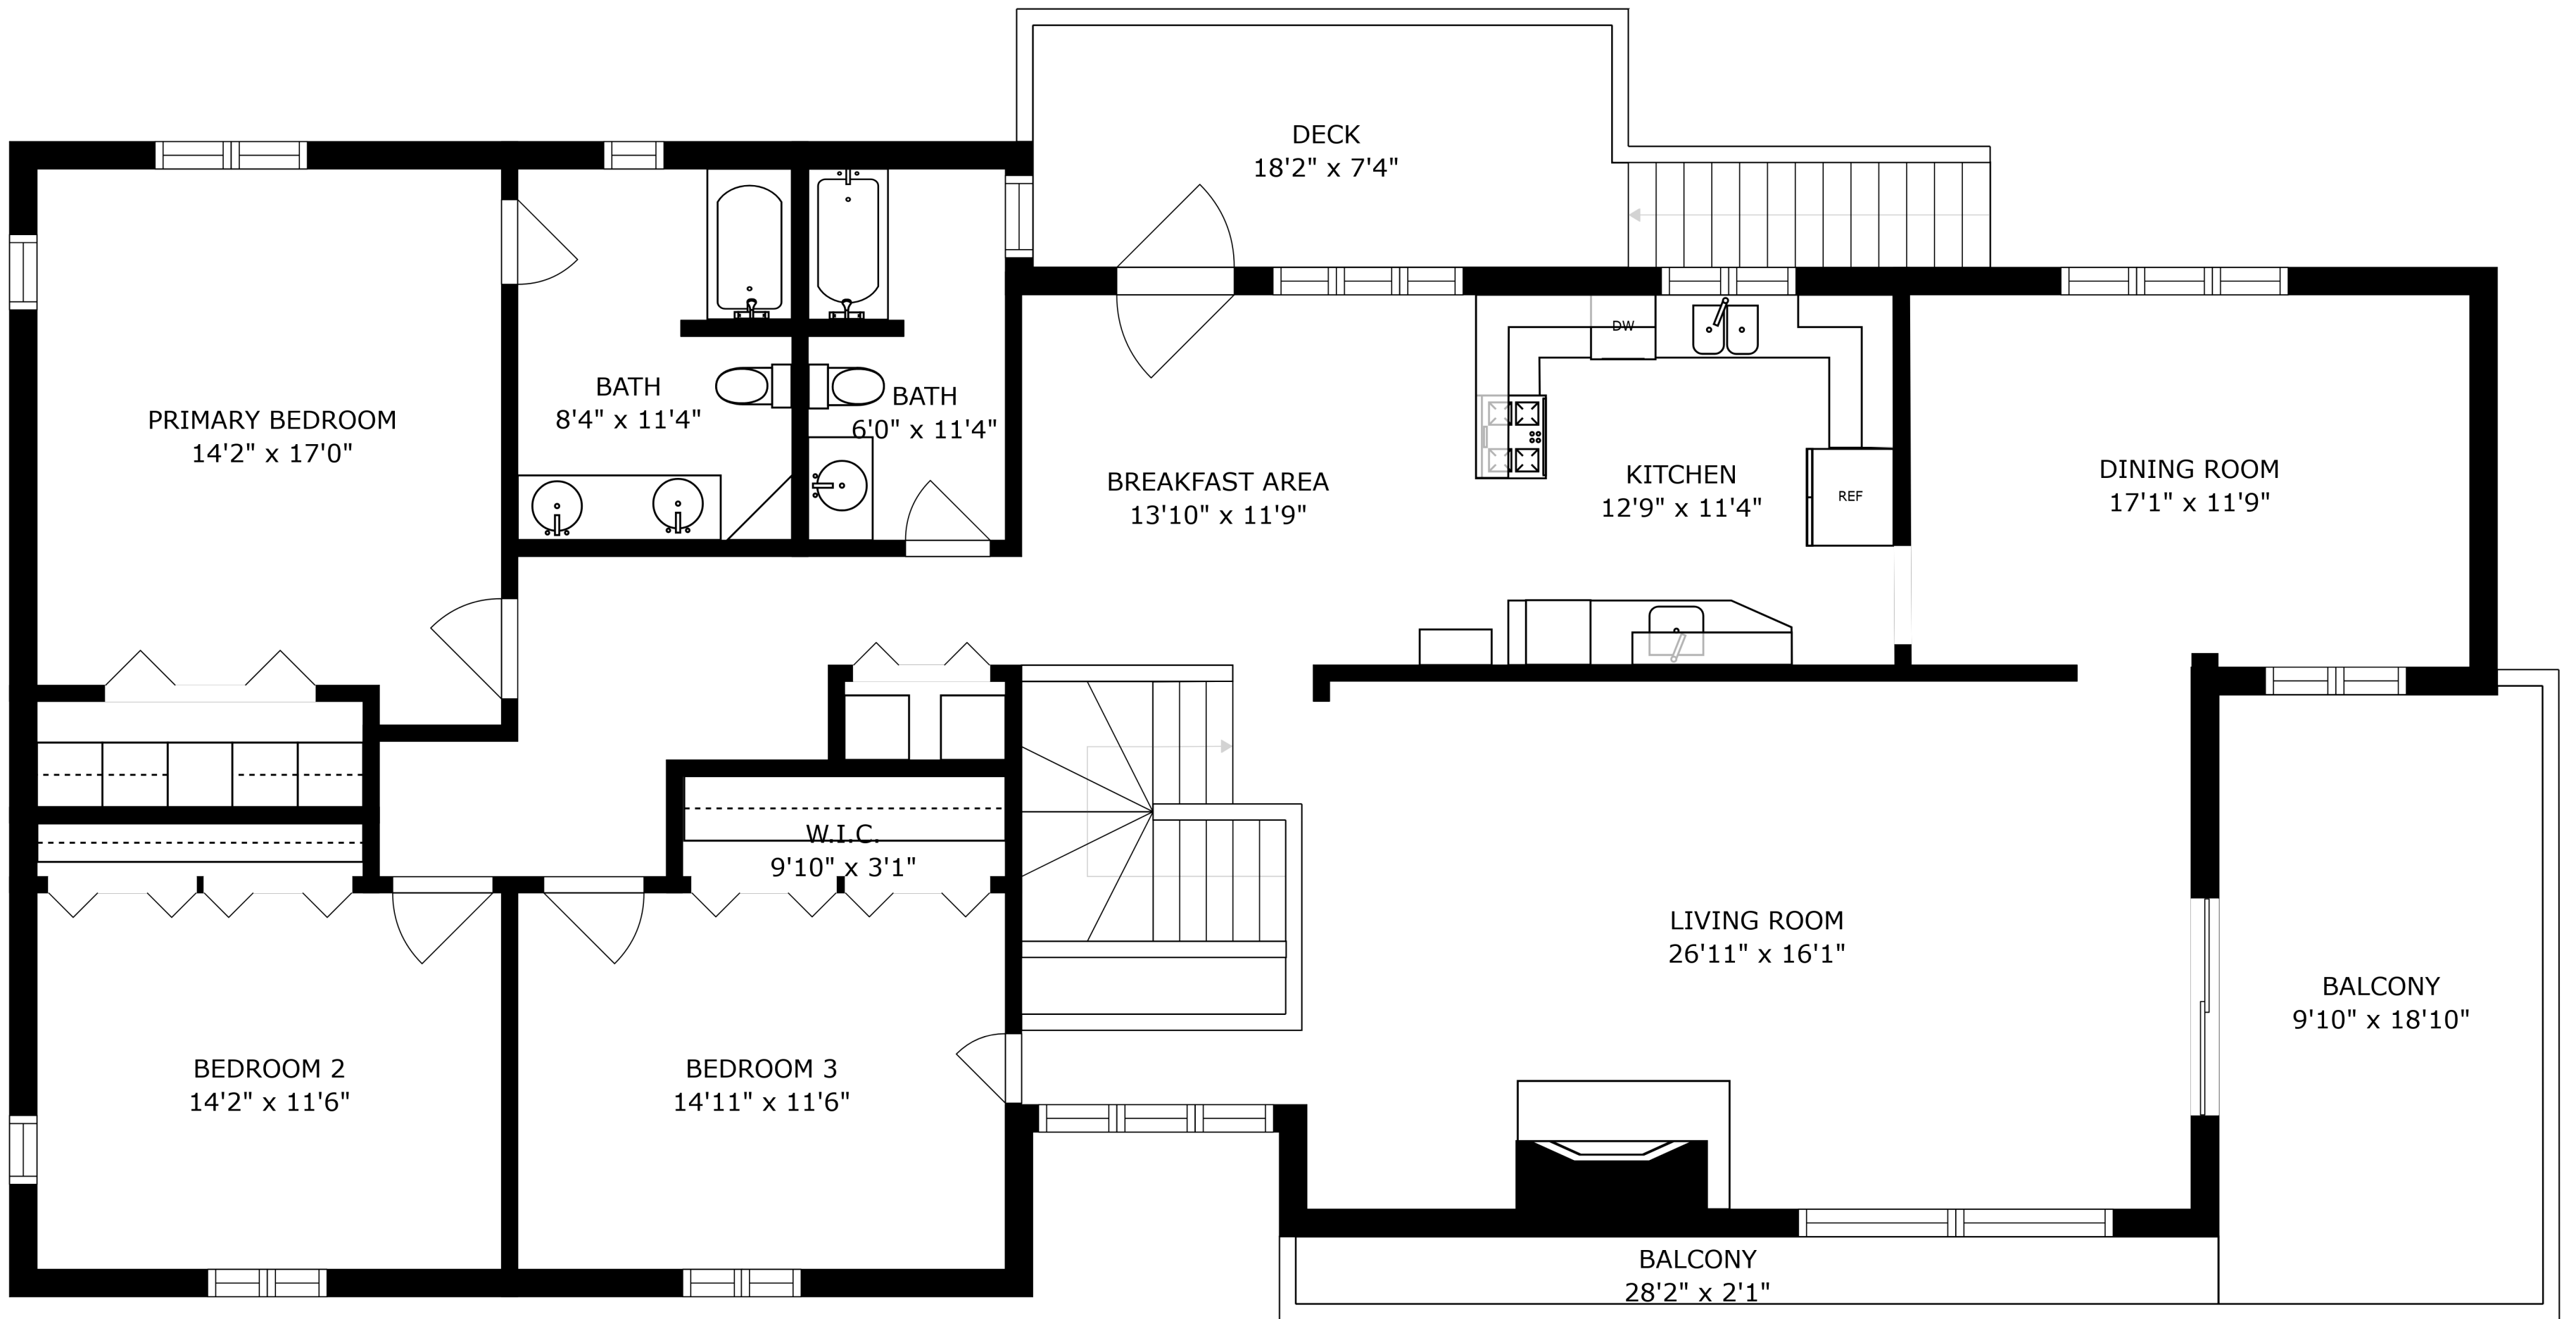 DECK
18'2" x 7'4"
PRIMARY BEDROOM
14'2" x 17'0"
BATH
8'4" x 11'4"
BATH
6'0" x 11'4"
BREAKFAST AREA
13'10" x 11'9"
DW
KITCHEN
12'9" x 11'4"
REF
DINING ROOM
17'1" x 11'9"
W.I.C.
9'10" x 3'1"
LIVING ROOM
26'11" x 16'1"
BALCONY
9'10" x 18'10"
BEDROOM 2
14'2" x 11'6"
BEDROOM 3
14'11" x 11'6"
BALCONY
28'2" x 2'1"